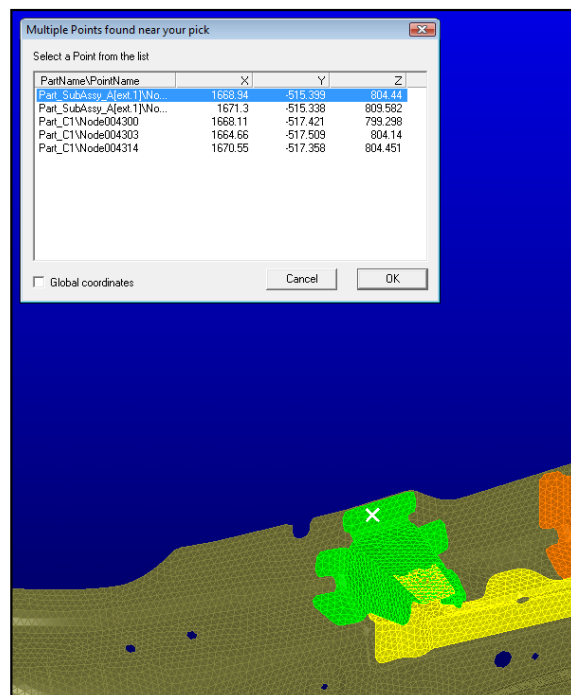 Multiple Points found near your pick
Select a Point from the list
PartName\PointName X Y Z
Part_SubAssy_A[ext.1]\No... 1668.94 -515.399 804.44
Part_SubAssy_A[ext.1]\No... 1671.3 -515.338 809.582
Part_C1\Node004300 1668.11 -517.421 799.298
Part_C1\Node004303 1664.66 -517.509 804.14
Part_C1\Node004314 1670.55 -517.358 804.451
Global coordinates Cancel OK